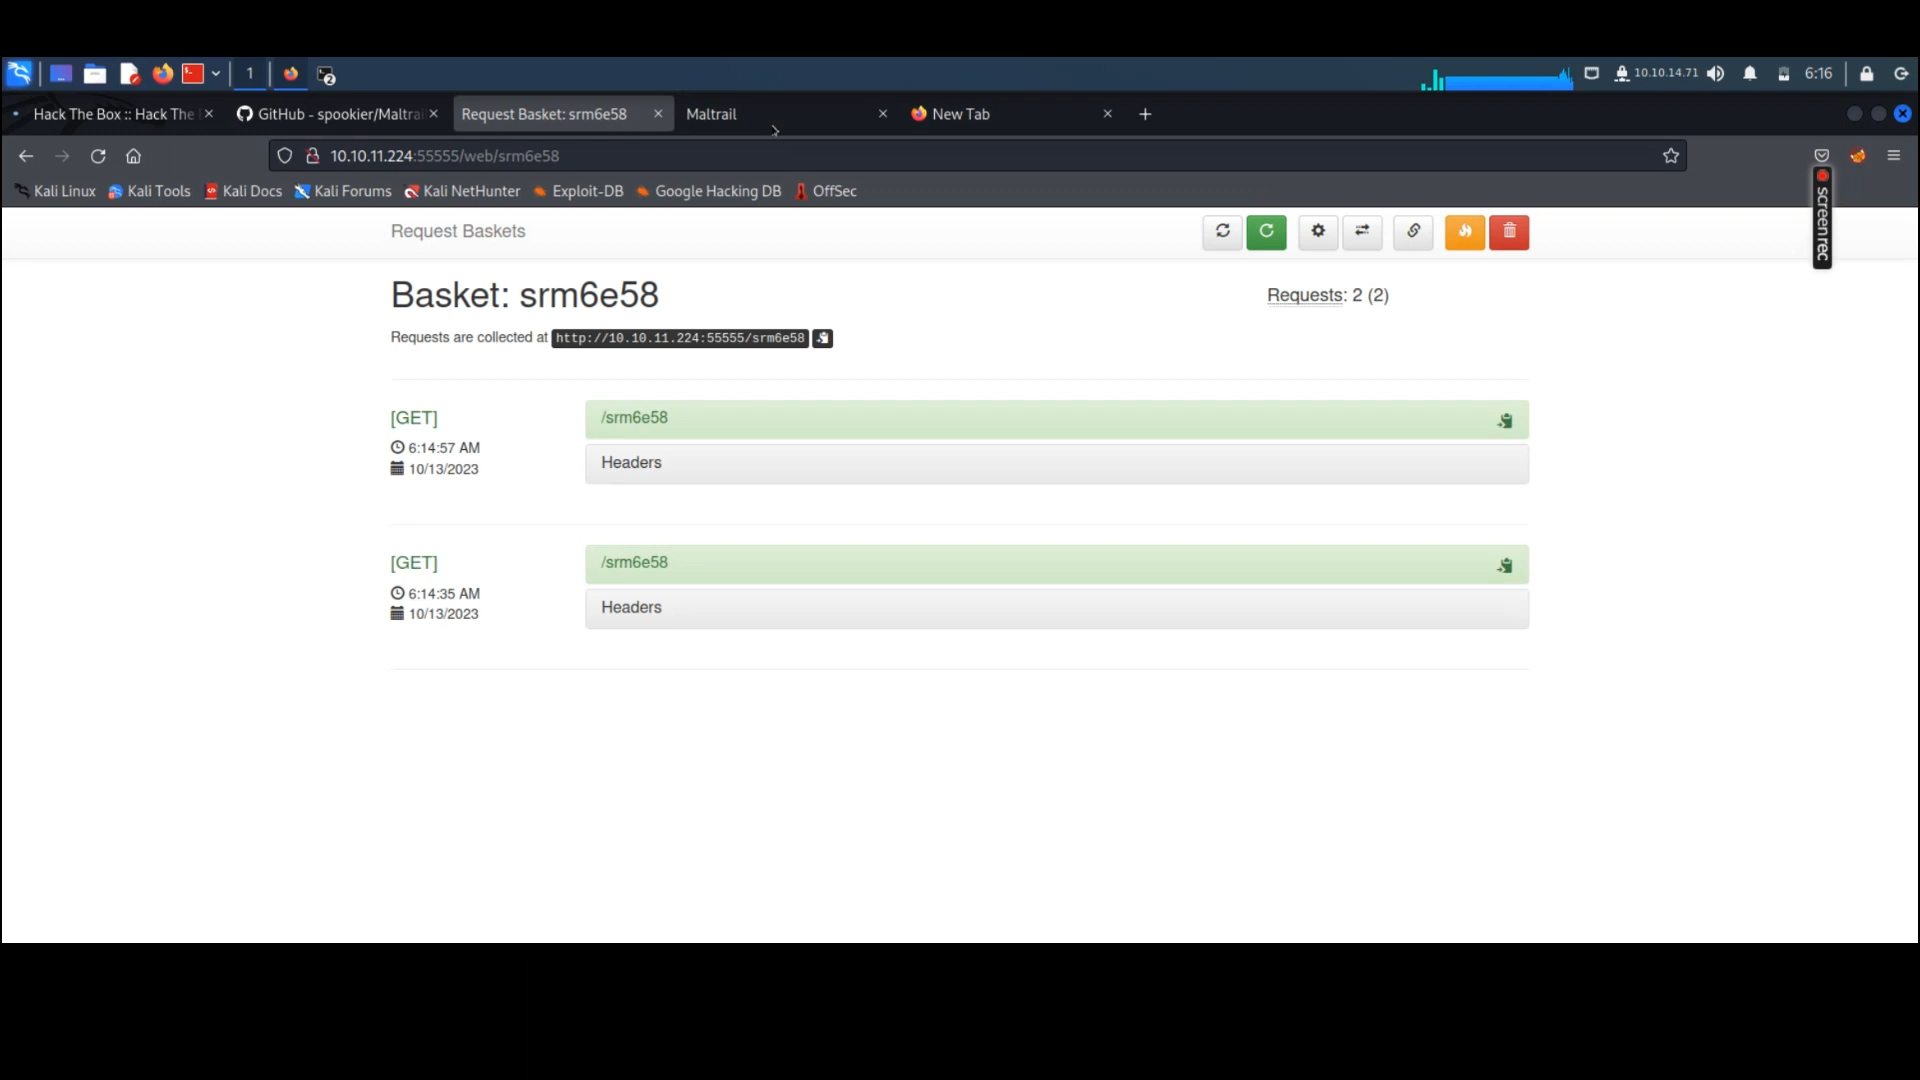 1
2
10.10.14.71
6:16
Hack The Box :: Hack The
GitHub - spookier/Maltrai
Request Basket: srm6e58
Maltrail
New Tab
10.10.11.224:55555/web/srm6e58
Kali Linux
Kali Tools
Kali Docs
Kali Forums
Kali NetHunter
Exploit-DB
Google Hacking DB
OffSec
screenrec
Request Baskets
Basket: srm6e58
Requests: 2 (2)
Requests are collected at http://10.10.11.224:55555/srm6e58
[GET]
/srm6e58
6:14:57 AM
10/13/2023
Headers
[GET]
/srm6e58
6:14:35 AM
10/13/2023
Headers